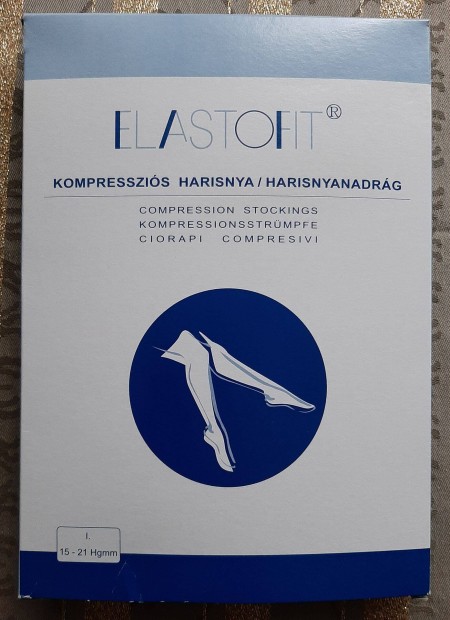 ELASTOFIT®
KOMPRESSZIÓS HARISNYA / HARISNYANADRÁG
COMPRESSION STOCKINGS
KOMPRESSIONSSTRÜMPFE
CIORAPI COMPRESIVI
I.
15 - 21 Hgmm